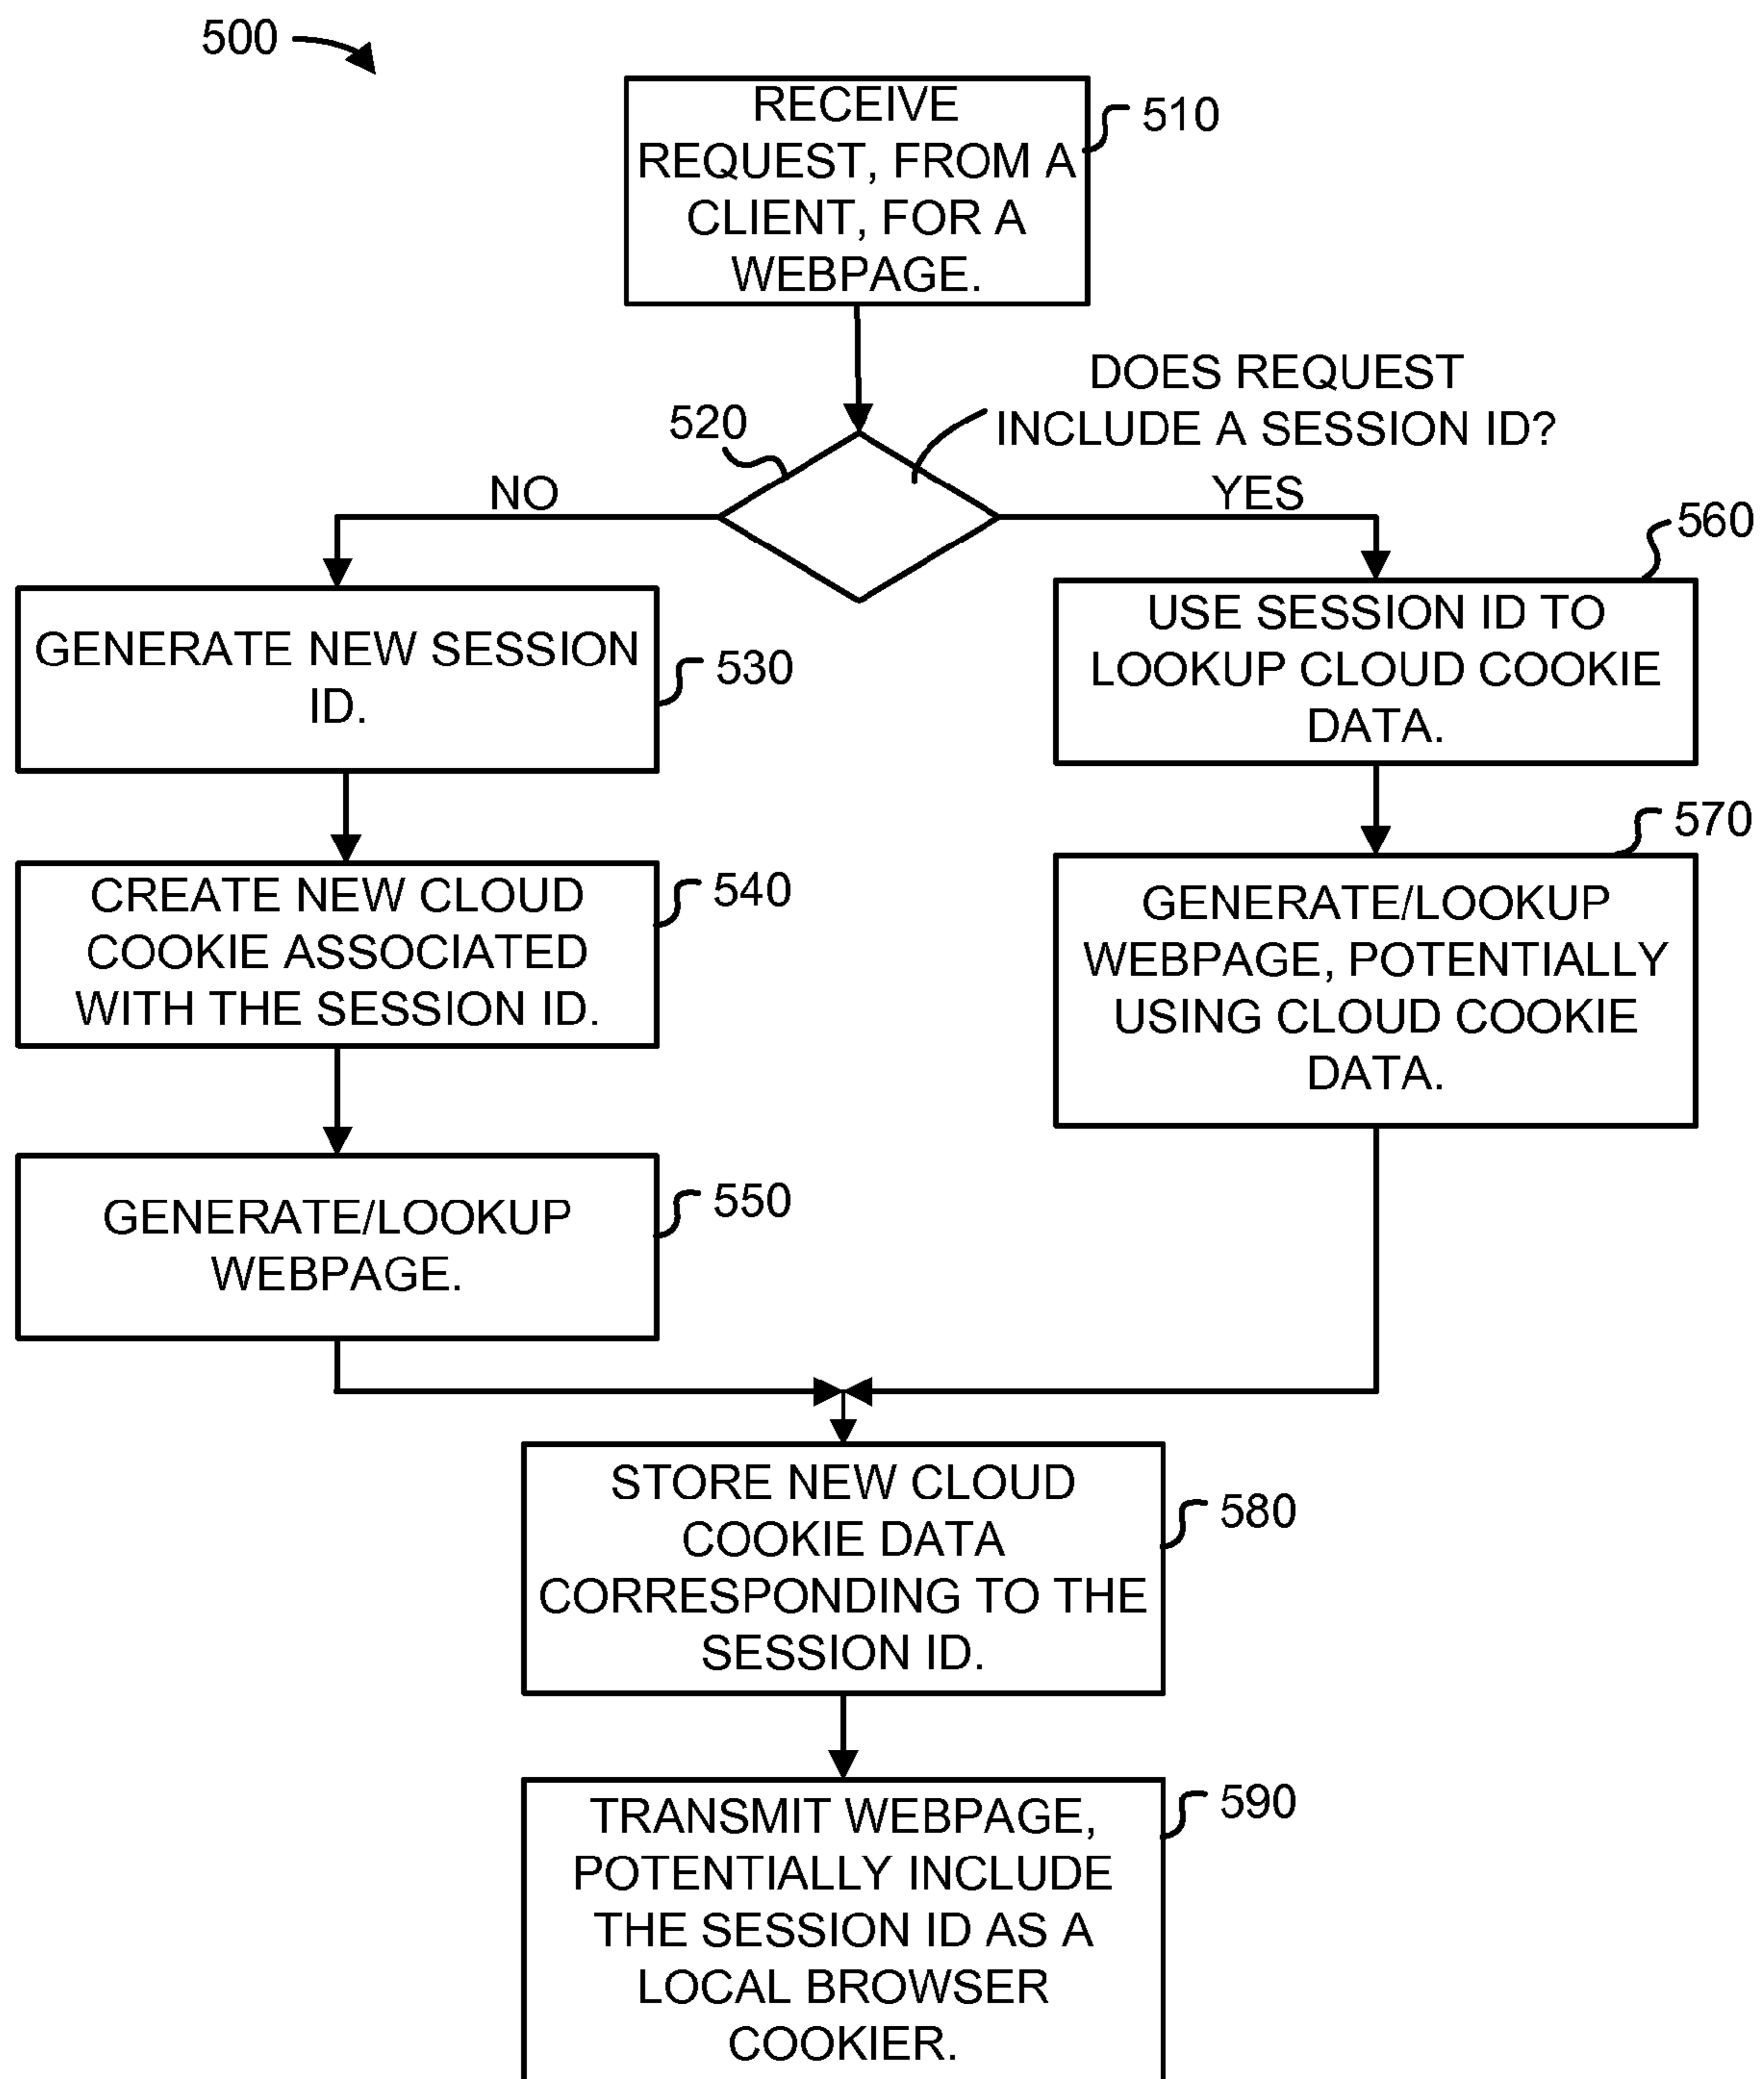 500
RECEIVE
REQUEST, FROM A
CLIENT, FOR A
WEBPAGE.
510
DOES REQUEST
INCLUDE A SESSION ID?
520
NO
YES
GENERATE NEW SESSION
ID.
530
560
USE SESSION ID TO
LOOKUP CLOUD COOKIE
DATA.
CREATE NEW CLOUD
COOKIE ASSOCIATED
WITH THE SESSION ID.
540
570
GENERATE/LOOKUP
WEBPAGE, POTENTIALLY
USING CLOUD COOKIE
DATA.
GENERATE/LOOKUP
WEBPAGE.
550
STORE NEW CLOUD
COOKIE DATA
CORRESPONDING TO THE
SESSION ID.
580
TRANSMIT WEBPAGE,
POTENTIALLY INCLUDE
THE SESSION ID AS A
LOCAL BROWSER
COOKIER.
590